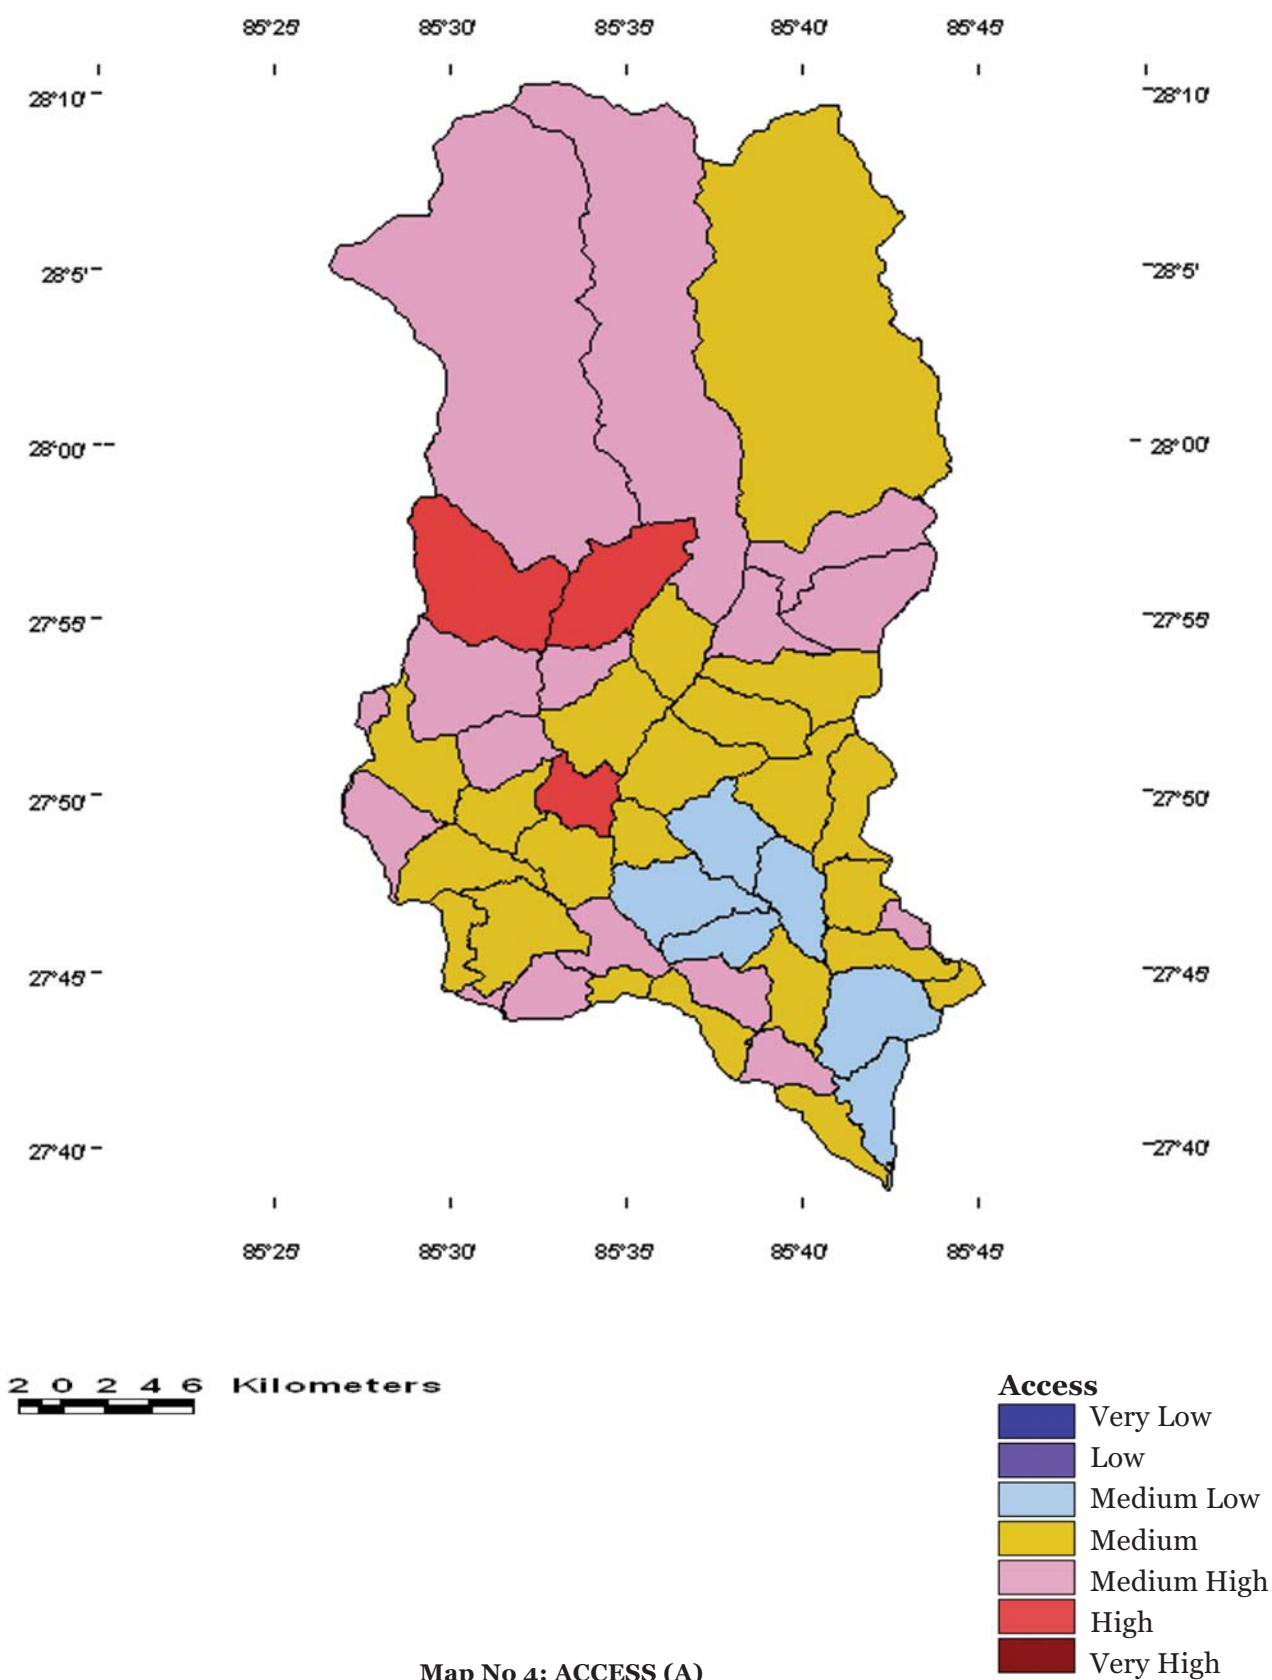 85°25' 85°30' 85°35' 85°40' 85°45'
28°10' 28°10'
28°5' 28°5'
28°00' 28°00'
27°55' 27°55'
27°50' 27°50'
27°45' 27°45'
27°40' 27°40'
85°25' 85°30' 85°35' 85°40' 85°45'
2 0 2 4 6 Kilometers
Access
Very Low
Low
Medium Low
Medium
Medium High
High
Very High
Map No 4: ACCESS (A)